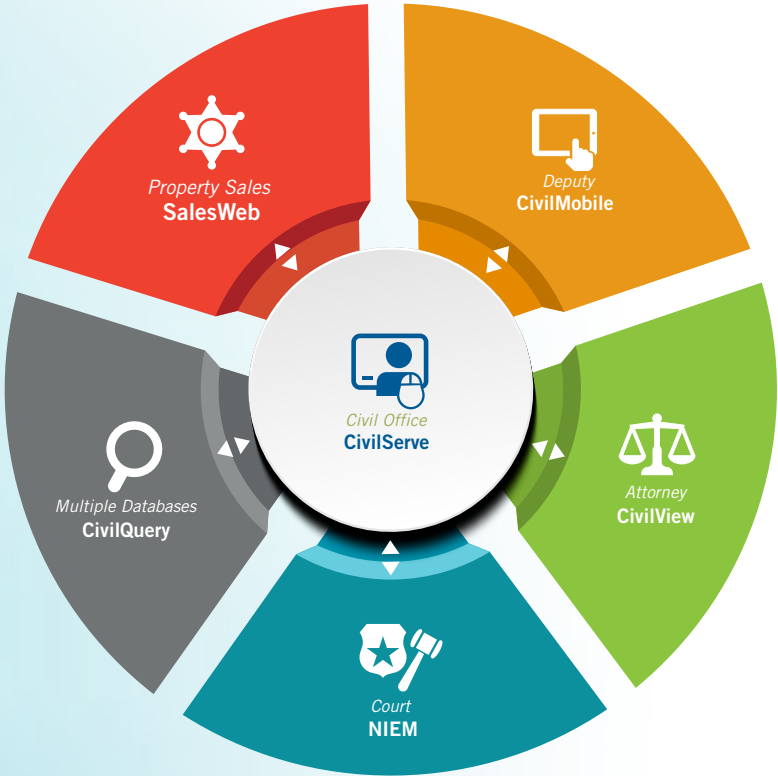 Property Sales
SalesWeb
Deputy
CivilMobile
Civil Office
CivilServe
Multiple Databases
CivilQuery
Attorney
CivilView
Court
NIEM